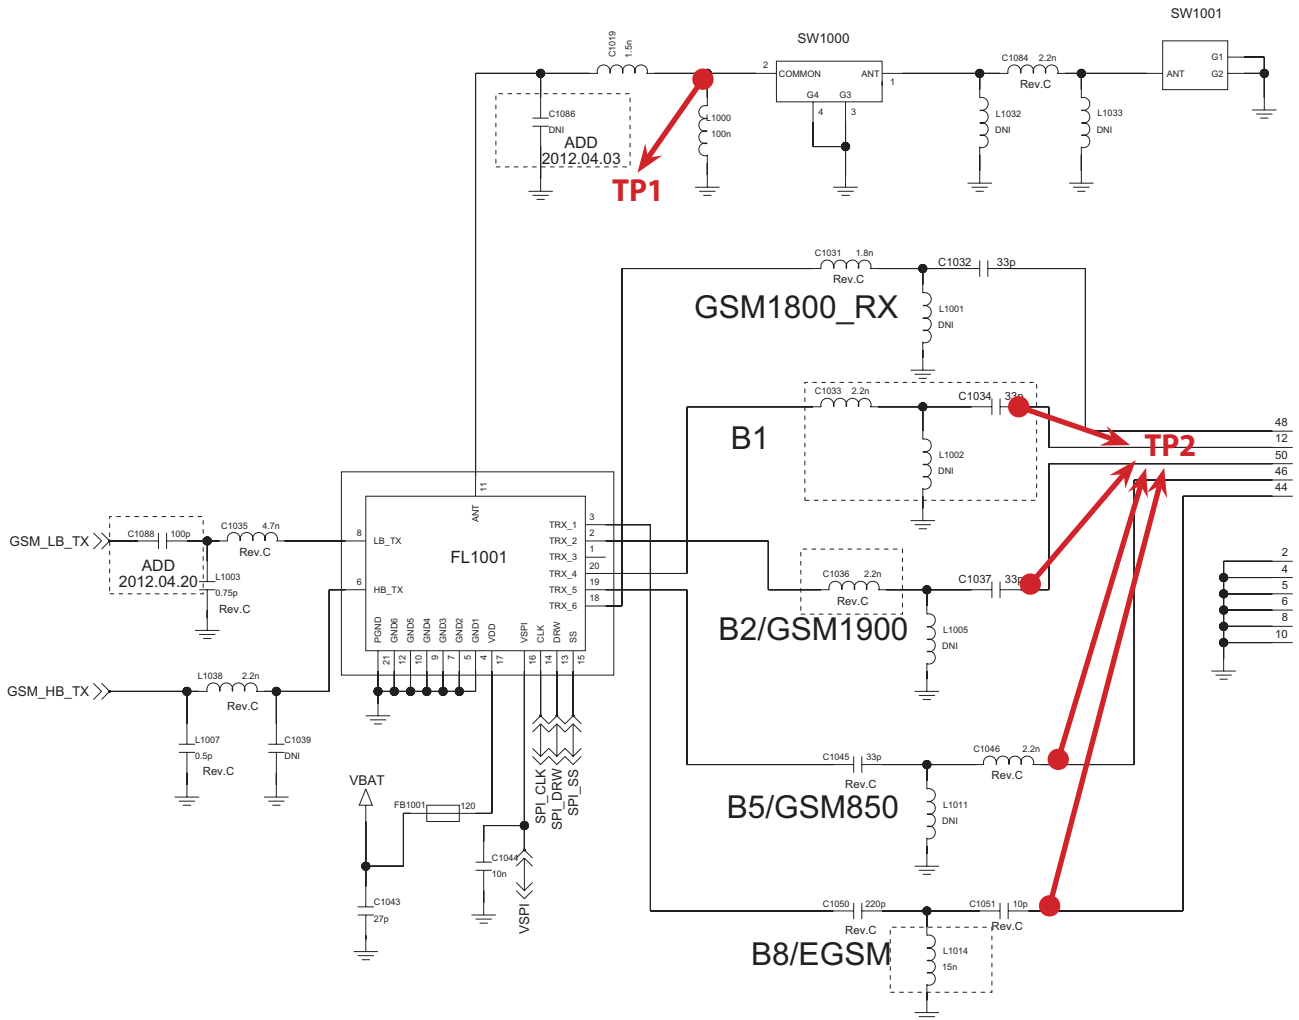 SW1001
SW1000
C1019
1.5n
2
COMMON
ANT
1
G4
G3
4
3
C1084 2.2n
Rev.C
ANT
G1
G2
C1086
DNI
ADD
2012.04.03
L1000
100n
L1032
DNI
L1033
DNI
TP1
C1031 1.8n
Rev.C
C1032 33p
GSM1800_RX
L1001
DNI
C1033 2.2n
C1034 33p
B1
L1002
DNI
TP2
48
12
50
46
44
11
ANT
GSM_LB_TX
C1088 100p
C1035 4.7n
Rev.C
ADD
2012.04.20
L1003
0.75p
Rev.C
8
LB_TX
6
HB_TX
FL1001
TRX_1
TRX_2
TRX_3
TRX_4
TRX_5
TRX_6
3
2
1
20
19
18
PGND
GND6
GND5
GND4
GND3
GND2
GND1
VDD
VSPI
CLK
DRW
SS
21
12
10
9
7
5
4
17
16
14
13
15
C1036 2.2n
Rev.C
C1037 33p
B2/GSM1900
L1005
DNI
2
4
5
6
8
10
GSM_HB_TX
L1038 2.2n
Rev.C
L1007
0.5p
Rev.C
C1039
DNI
VBAT
FB1001 120
SPI_CLK
SPI_DRW
SPI_SS
C1045 33p
Rev.C
C1046 2.2n
Rev.C
B5/GSM850
L1011
DNI
C1044
10n
VSPI
C1043
27p
C1050 220p
Rev.C
C1051 10p
Rev.C
B8/EGSM
L1014
15n